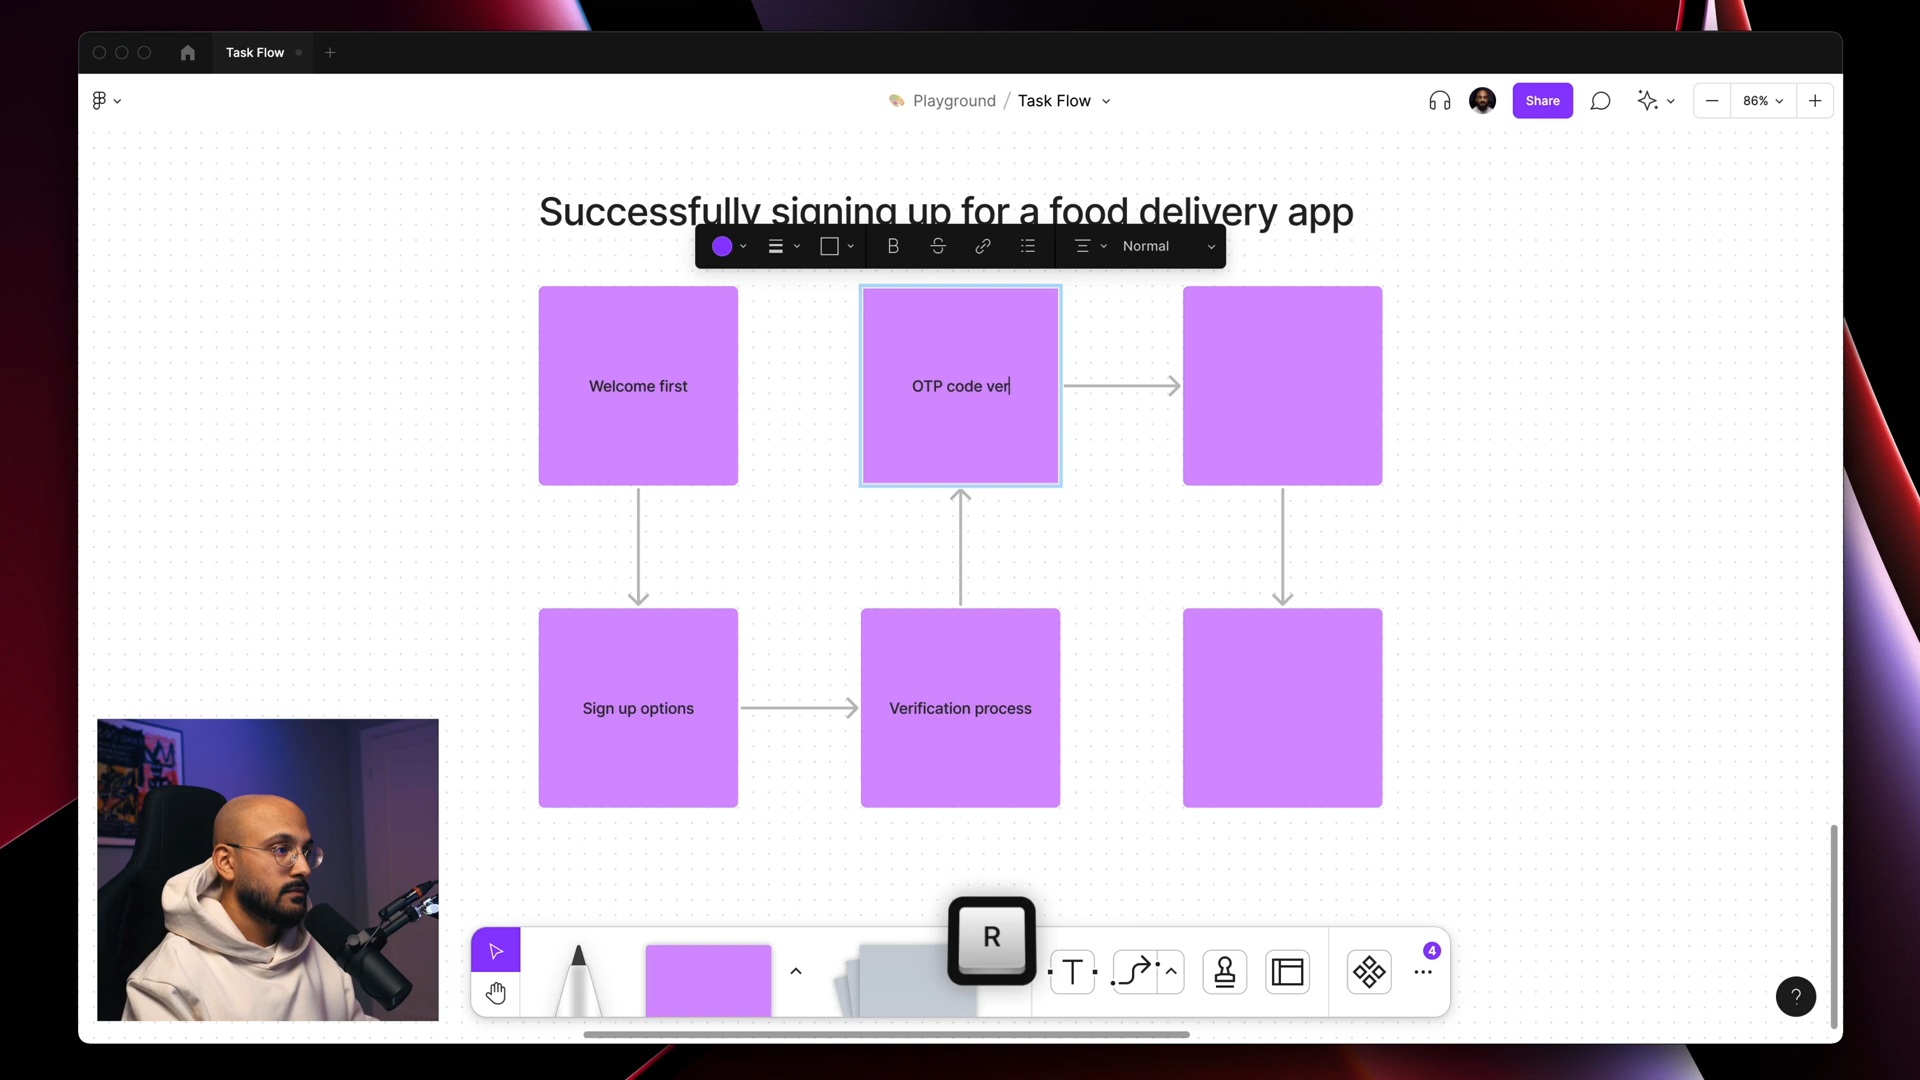 Task Flow
Playground / Task Flow
Share
86%
Successfully signing up for a food delivery app
Normal
Welcome first
OTP code ver
Sign up options
Verification process
R
T
4
?